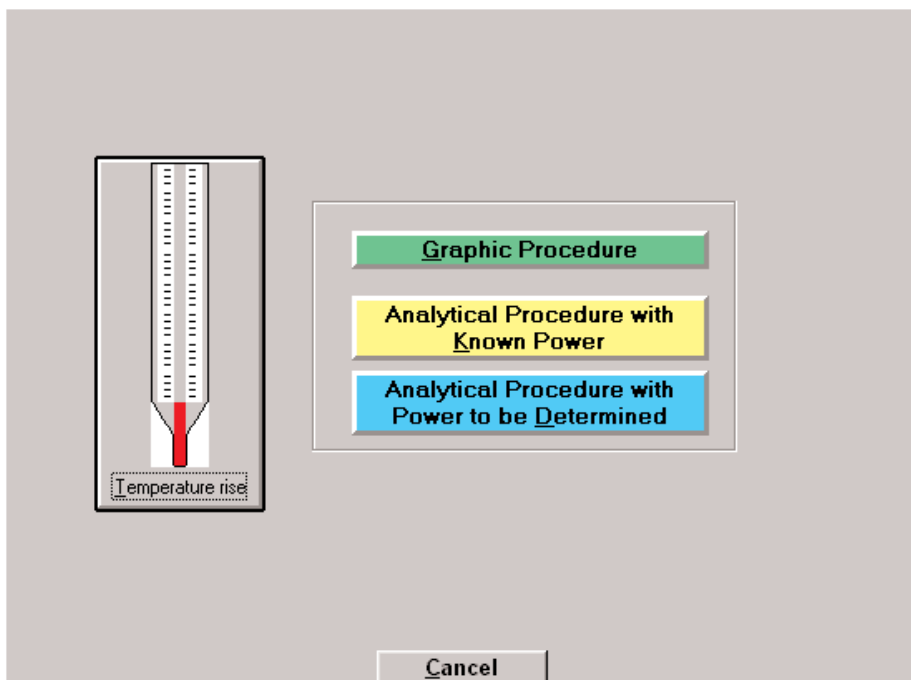 Graphic Procedure
Analytical Procedure with
Known Power
Analytical Procedure with
Power to be Determined
Temperature rise
Cancel